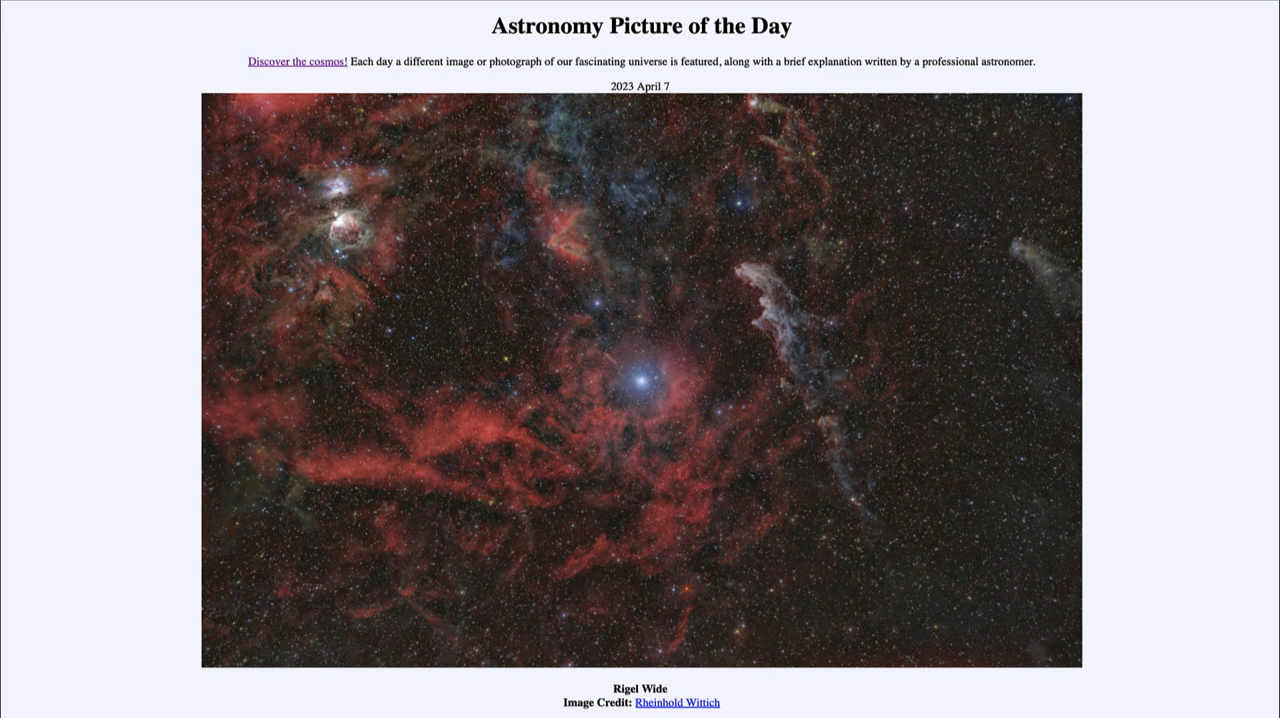 Astronomy Picture of the Day
Discover the cosmos! Each day a different image or photograph of our fascinating universe is featured, along with a brief explanation written by a professional astronomer.
2023 April 7
Rigel Wide
Image Credit: Rheinhold Wittich